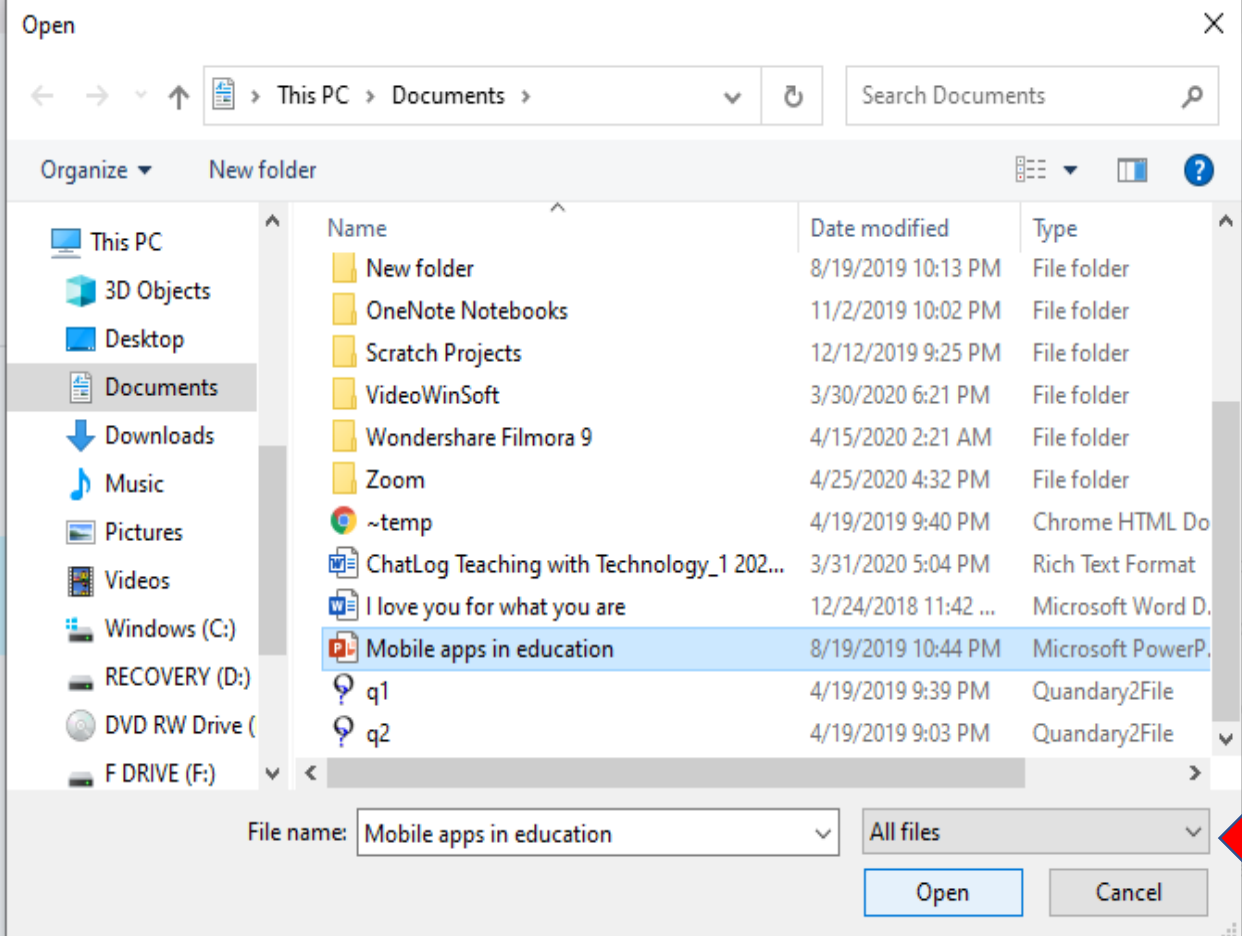 Open
This PC > Documents >
Search Documents
Organize
New folder
?
This PC
3D Objects
Desktop
Documents
Downloads
Music
Pictures
Videos
Windows (C:)
RECOVERY (D:)
DVD RW Drive (
F DRIVE (F:)
Name Date modified Type
New folder 8/19/2019 10:13 PM File folder
OneNote Notebooks 11/2/2019 10:02 PM File folder
Scratch Projects 12/12/2019 9:25 PM File folder
VideoWinSoft 3/30/2020 6:21 PM File folder
Wondershare Filmora 9 4/15/2020 2:21 AM File folder
Zoom 4/25/2020 4:32 PM File folder
~temp 4/19/2019 9:40 PM Chrome HTML Do
ChatLog Teaching with Technology_1 202... 3/31/2020 5:04 PM Rich Text Format
I love you for what you are 12/24/2018 11:42 ... Microsoft Word D.
Mobile apps in education 8/19/2019 10:44 PM Microsoft PowerP.
q1 4/19/2019 9:39 PM Quandary2File
q2 4/19/2019 9:03 PM Quandary2File
File name: Mobile apps in education All files
Open Cancel